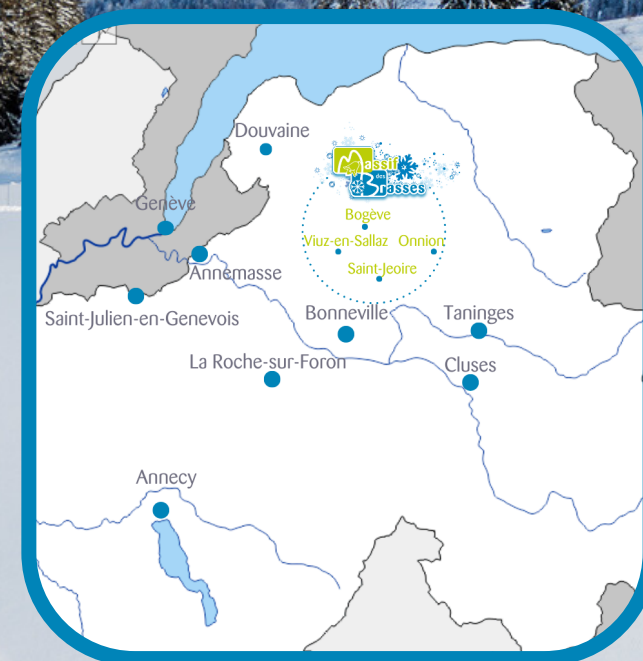 Douvaine
Massif
des
Brasses
Genève
Bogève
Viuz-en-Sallaz Onnion
Saint-Jeoire
Annemasse
Saint-Julien-en-Genevois
Bonneville
Taninges
La Roche-sur-Foron
Cluses
Annecy